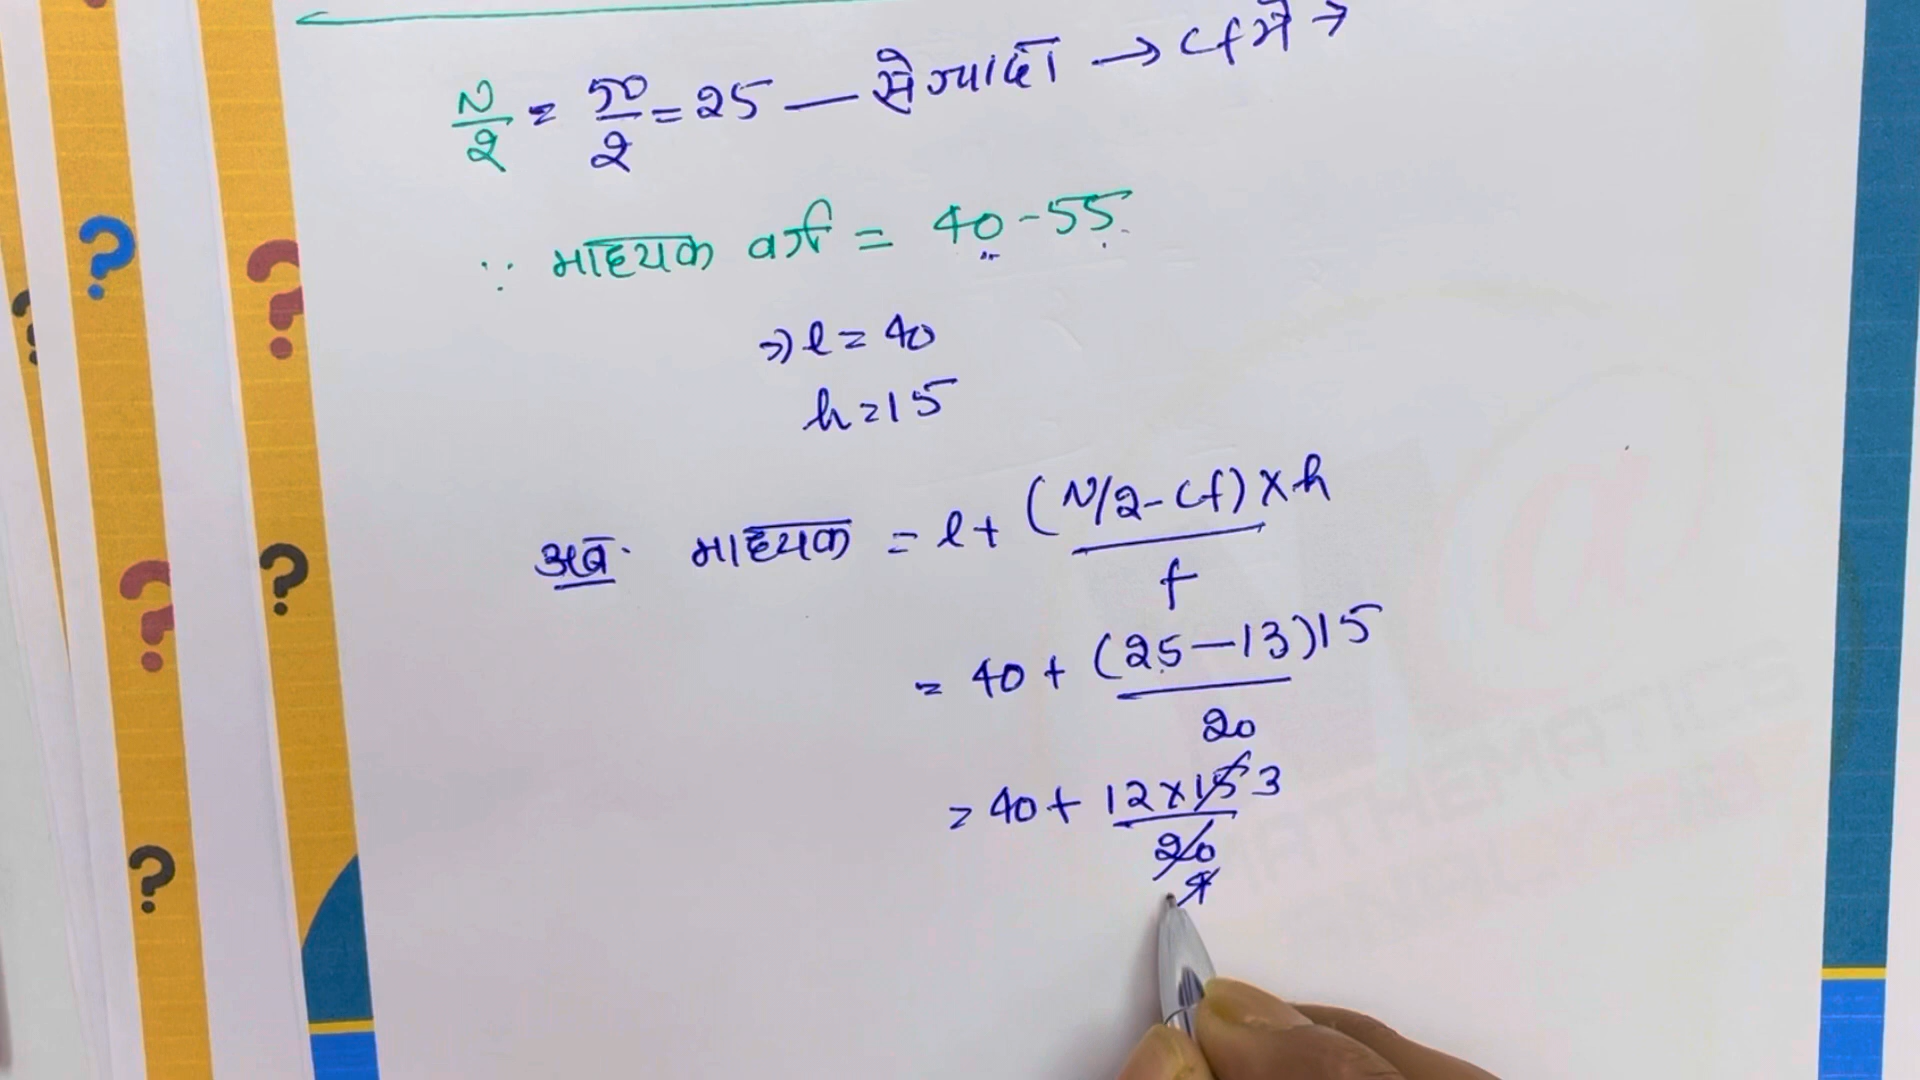 N/2 = 50/2 = 25 — से ज्यादा → cf में →
∵ माध्यक वर्ग = 40-55
⇒ l = 40
h = 15
अब माध्यक = l + (N/2 - cf) × h / f
= 40 + (25 - 13)15 / 20
= 40 + 12 × 15 3 / 20
4